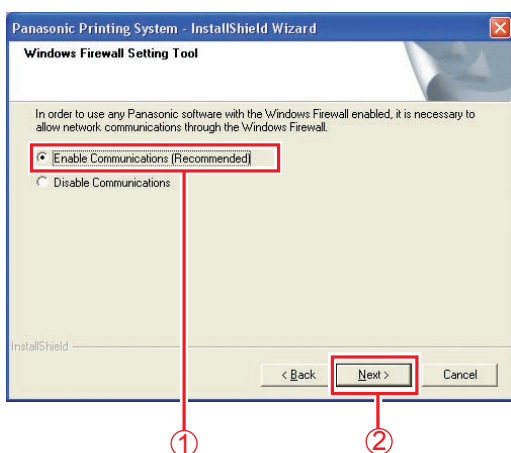 Panasonic Printing System - InstallShield Wizard
Windows Firewall Setting Tool
In order to use any Panasonic software with the Windows Firewall enabled, it is necessary to
allow network communications through the Windows Firewall.
Enable Communications (Recommended)
Disable Communications
InstallShield
< Back
Next >
Cancel
①
②